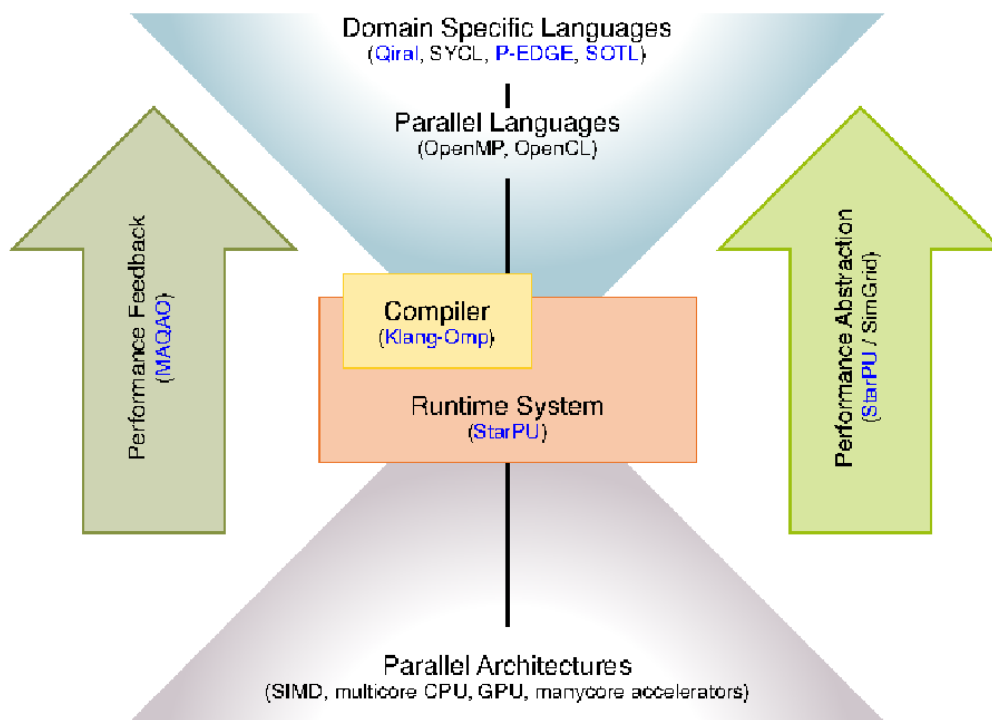 Domain Specific Languages
(Qiral, SYCL, P-EDGE, SOTL)
Parallel Languages
(OpenMP, OpenCL)
Performance Feedback
(MAQAO)
Compiler
(Klang-Omp)
Runtime System
(StarPU)
Performance Abstraction
(StarPU / SimGrid)
Parallel Architectures
(SIMD, multicore CPU, GPU, manycore accelerators)